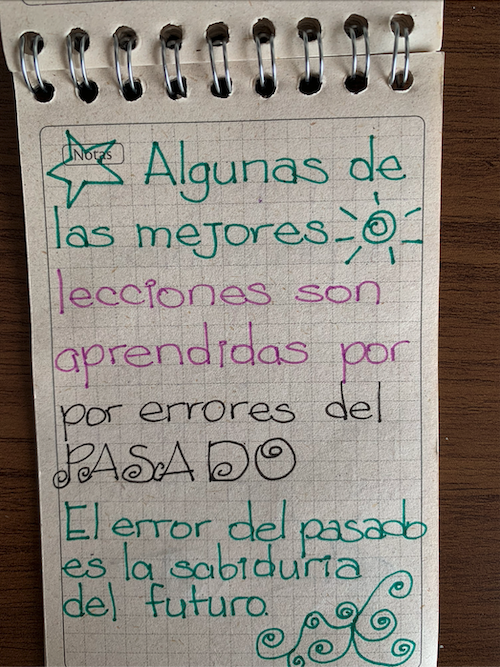 Notas
Algunas de
las mejores
lecciones son
aprendidas por
por errores del
PASADO
El error del pasado
es la sabiduria
del futuro.